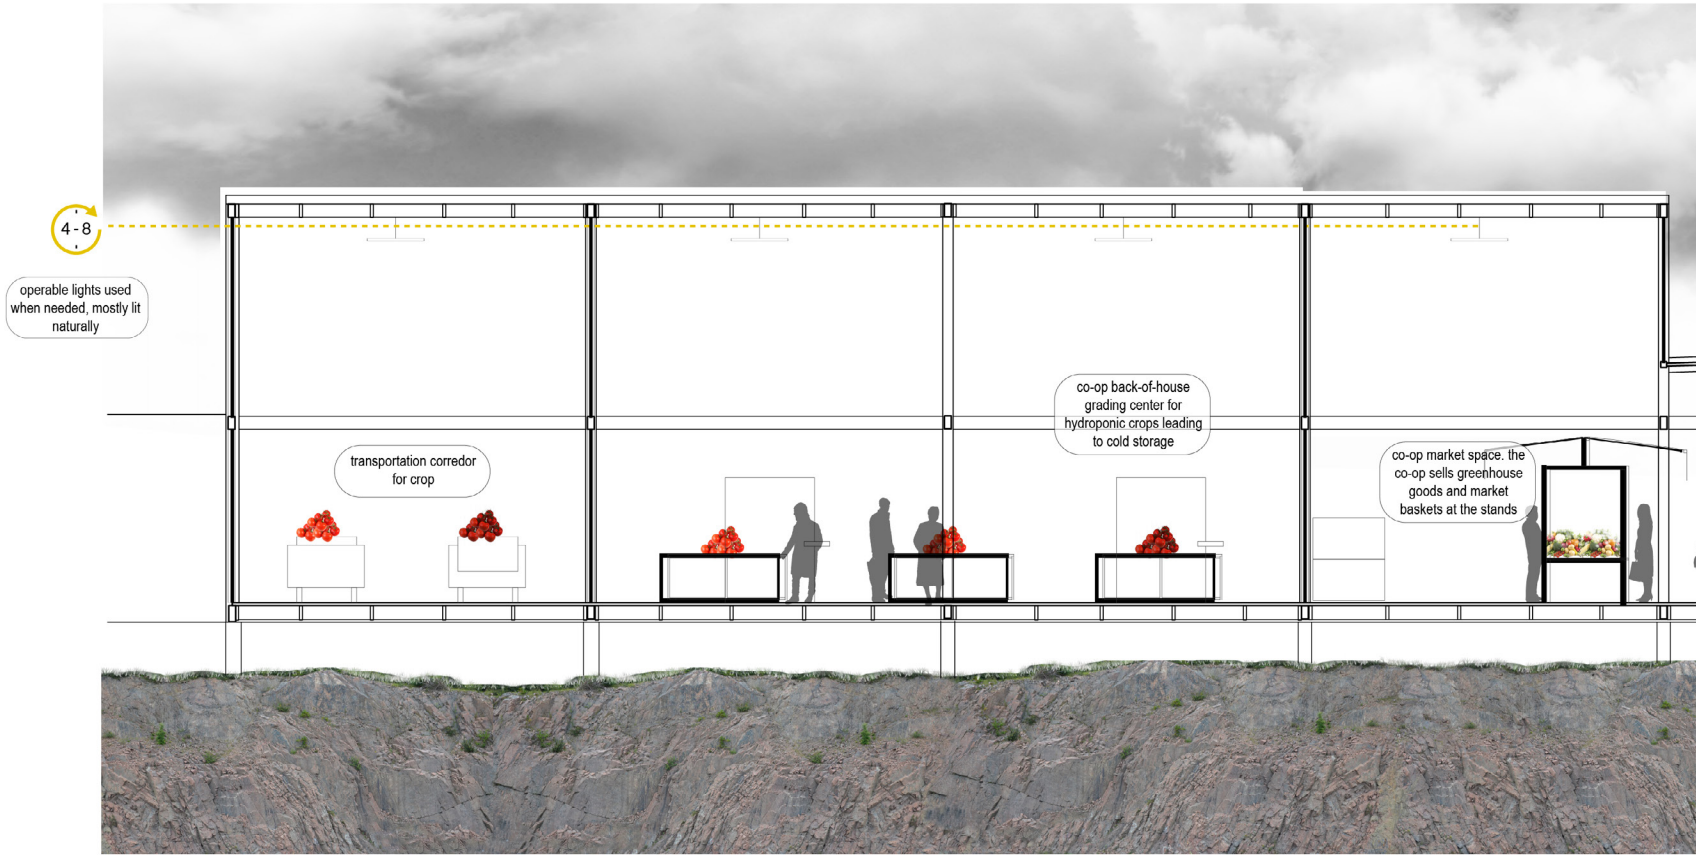 4 - 8
operable lights used
when needed, mostly lit
naturally
transportation corredor
for crop
co-op back-of-house
grading center for
hydroponic crops leading
to cold storage
co-op market space. the
co-op sells greenhouse
goods and market
baskets at the stands